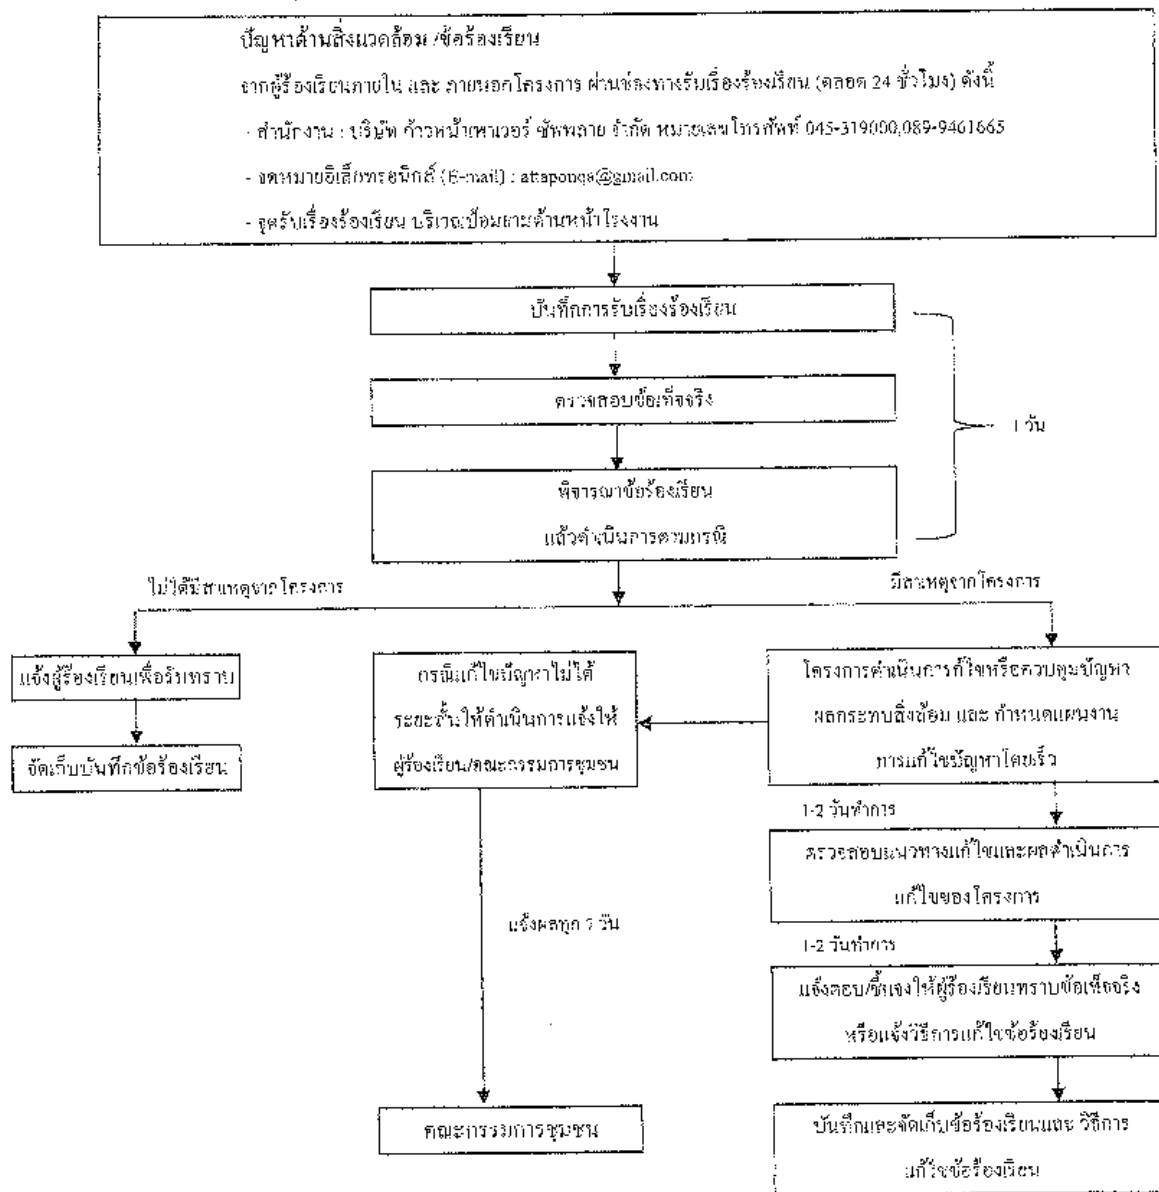 ปัญหาด้านสิ่งแวดล้อม /ข้อร้องเรียน
จากผู้ร้องเรียนภายใน และ ภายนอกโครงการ ผ่านช่องทางรับเรื่องร้องเรียน (ตลอด 24 ชั่วโมง) ดังนี้
- สำนักงาน : บริษัท ก้าวหน้าเพาเวอร์ ซัพพลาย จำกัด หมายเลขโทรศัพท์ 045-319000,089-9461665
- จดหมายอิเล็กทรอนิกส์ (E-mail) : attaponqa@gmail.com
- จุดรับเรื่องร้องเรียน บริเวณป้อมยามด้านหน้าโรงงาน
บันทึกการรับเรื่องร้องเรียน
ตรวจสอบข้อเท็จจริง
1 วัน
พิจารณาข้อร้องเรียน
แล้วดำเนินการตามกรณี
ไม่ได้มีสาเหตุจากโครงการ
มีสาเหตุจากโครงการ
แจ้งผู้ร้องเรียนเพื่อรับทราบ
จัดเก็บบันทึกข้อร้องเรียน
กรณีแก้ไขปัญหาไม่ได้
ระยะสั้นให้ดำเนินการแจ้งให้
ผู้ร้องเรียน/คณะกรรมการชุมชน
โครงการดำเนินการแก้ไขหรือควบคุมปัญหา
ผลกระทบสิ่งล้อม และ กำหนดแผนงาน
การแก้ไขปัญหาโดยเร็ว
1-2 วันทำการ
ตรวจสอบแนวทางแก้ไขและผลดำเนินการ
แก้ไขของโครงการ
แจ้งผลทุก วัน
1-2 วันทำการ
แจ้งตอบ/ชี้แจงให้ผู้ร้องเรียนทราบข้อเท็จจริง
หรือแจ้งวิธีการแก้ไขข้อร้องเรียน
คณะกรรมการชุมชน
บันทึกและจัดเก็บข้อร้องเรียนและ วิธีการ
แก้ไขข้อร้องเรียน